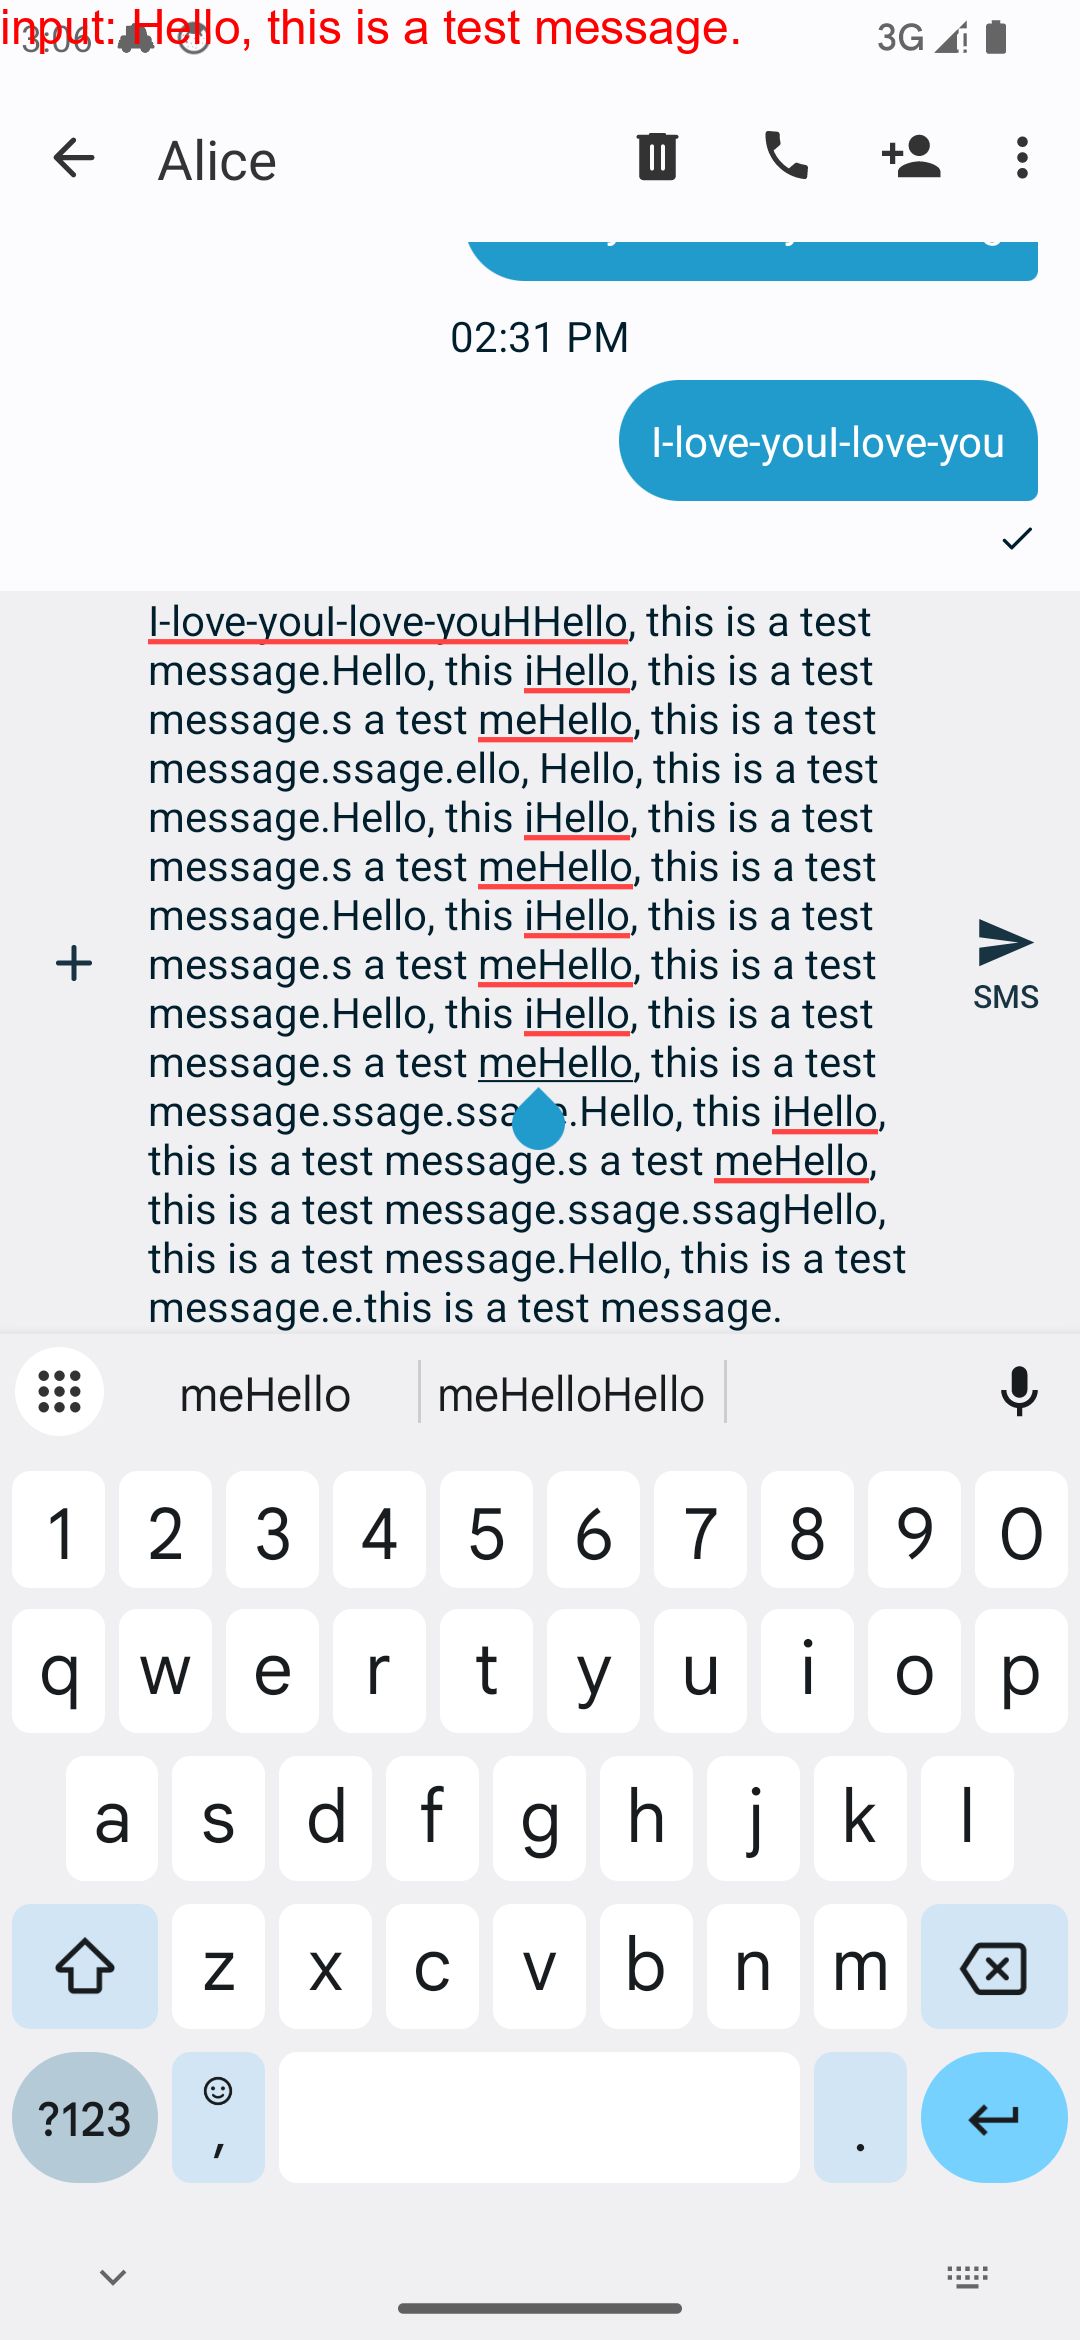 input: Hello, this is a test message.
3:06
3G
Alice
02:31 PM
I-love-youI-love-you
I-love-youI-love-youHHello, this is a test
message.Hello, this iHello, this is a test
message.s a test meHello, this is a test
message.ssage.ello, Hello, this is a test
message.Hello, this iHello, this is a test
message.s a test meHello, this is a test
message.Hello, this iHello, this is a test
message.s a test meHello, this is a test
message.Hello, this iHello, this is a test
message.s a test meHello, this is a test
message.ssage.ssage.Hello, this iHello,
this is a test message.s a test meHello,
this is a test message.ssage.ssagHello,
this is a test message.Hello, this is a test
message.e.this is a test message.
SMS
meHello meHelloHello
1 2 3 4 5 6 7 8 9 0
q w e r t y u i o p
a s d f g h j k l
z x c v b n m
?123 , .